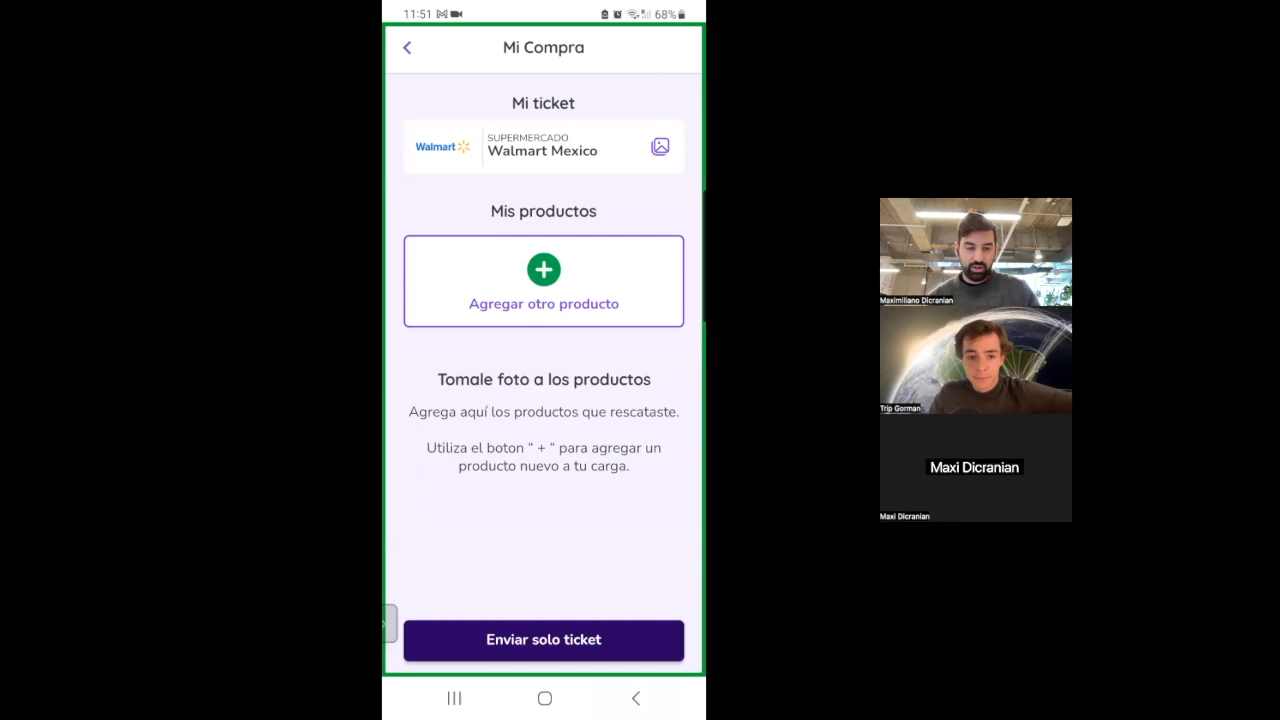 11:51
68%
Mi Compra
Mi ticket
Walmart
SUPERMERCADO
Walmart Mexico
Mis productos
Agregar otro producto
Tomale foto a los productos
Agrega aquí los productos que rescataste.
Utiliza el boton “ + “ para agregar un
producto nuevo a tu carga.
Enviar solo ticket
Maximiliano Dicranian
Trip Gorman
Maxi Dicranian
Maxi Dicranian